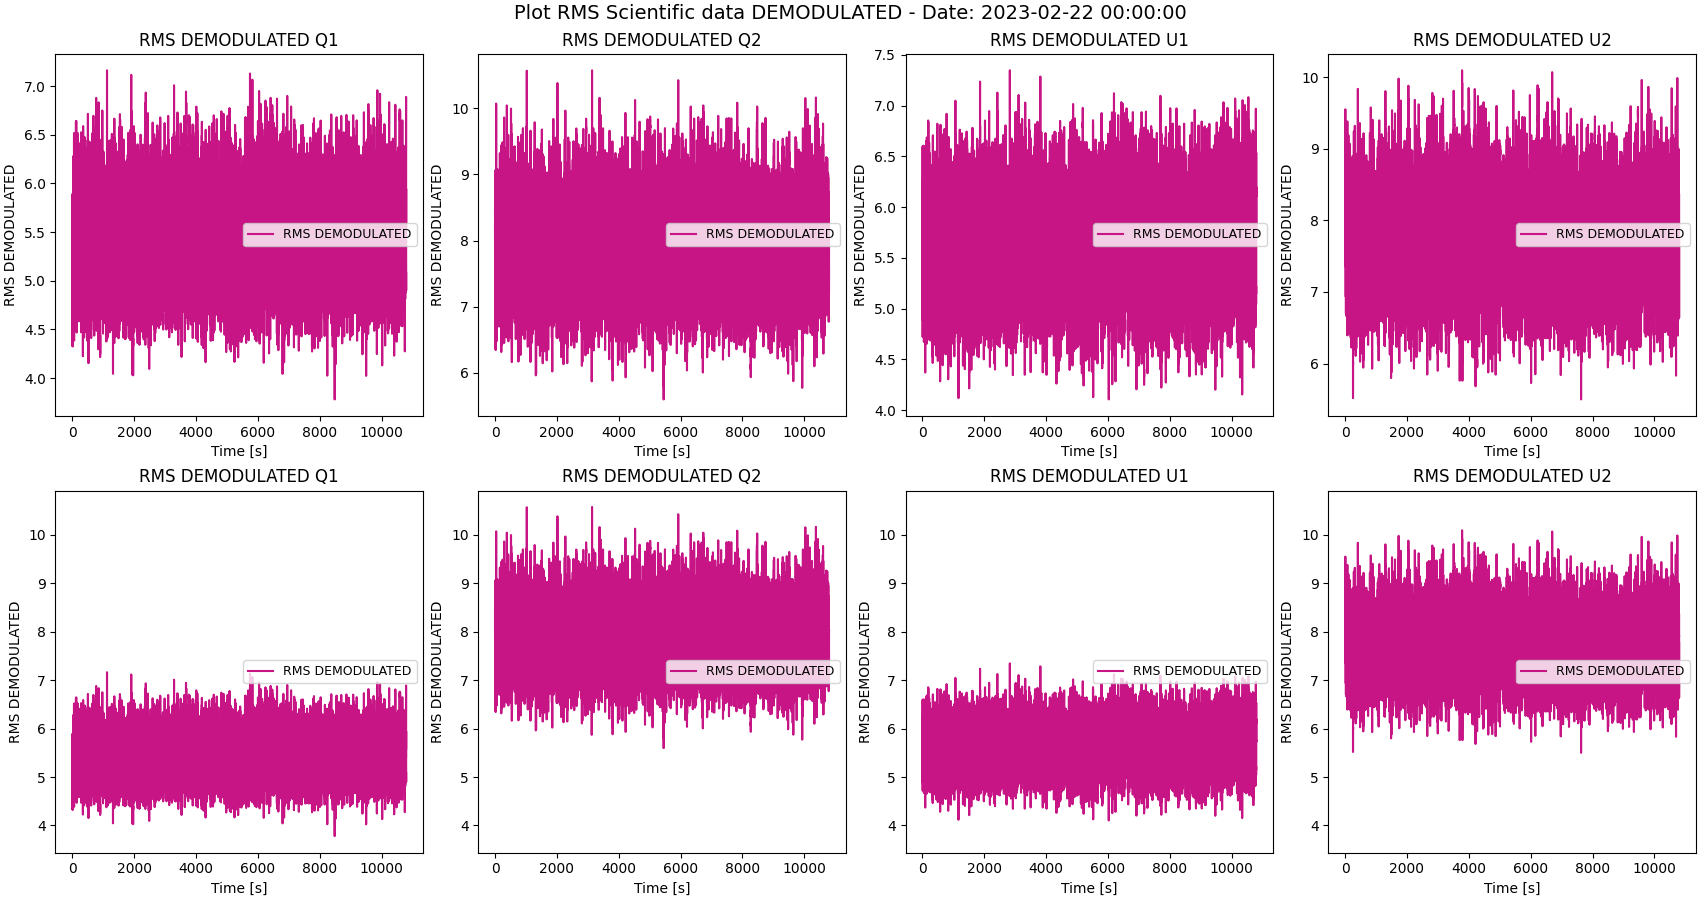 Plot RMS Scientific data DEMODULATED - Date: 2023-02-22 00:00:00
RMS DEMODULATED Q1
RMS DEMODULATED
7.0
6.5
6.0
5.5
5.0
4.5
4.0
RMS DEMODULATED
0 2000 4000 6000 8000 10000
Time [s]
RMS DEMODULATED Q2
RMS DEMODULATED
10
9
8
7
6
RMS DEMODULATED
0 2000 4000 6000 8000 10000
Time [s]
RMS DEMODULATED U1
RMS DEMODULATED
7.5
7.0
6.5
6.0
5.5
5.0
4.5
4.0
RMS DEMODULATED
0 2000 4000 6000 8000 10000
Time [s]
RMS DEMODULATED U2
RMS DEMODULATED
10
9
8
7
6
RMS DEMODULATED
0 2000 4000 6000 8000 10000
Time [s]
RMS DEMODULATED Q1
RMS DEMODULATED
10
9
8
7
6
5
4
RMS DEMODULATED
0 2000 4000 6000 8000 10000
Time [s]
RMS DEMODULATED Q2
RMS DEMODULATED
10
9
8
7
6
5
4
RMS DEMODULATED
0 2000 4000 6000 8000 10000
Time [s]
RMS DEMODULATED U1
RMS DEMODULATED
10
9
8
7
6
5
4
RMS DEMODULATED
0 2000 4000 6000 8000 10000
Time [s]
RMS DEMODULATED U2
RMS DEMODULATED
10
9
8
7
6
5
4
RMS DEMODULATED
0 2000 4000 6000 8000 10000
Time [s]